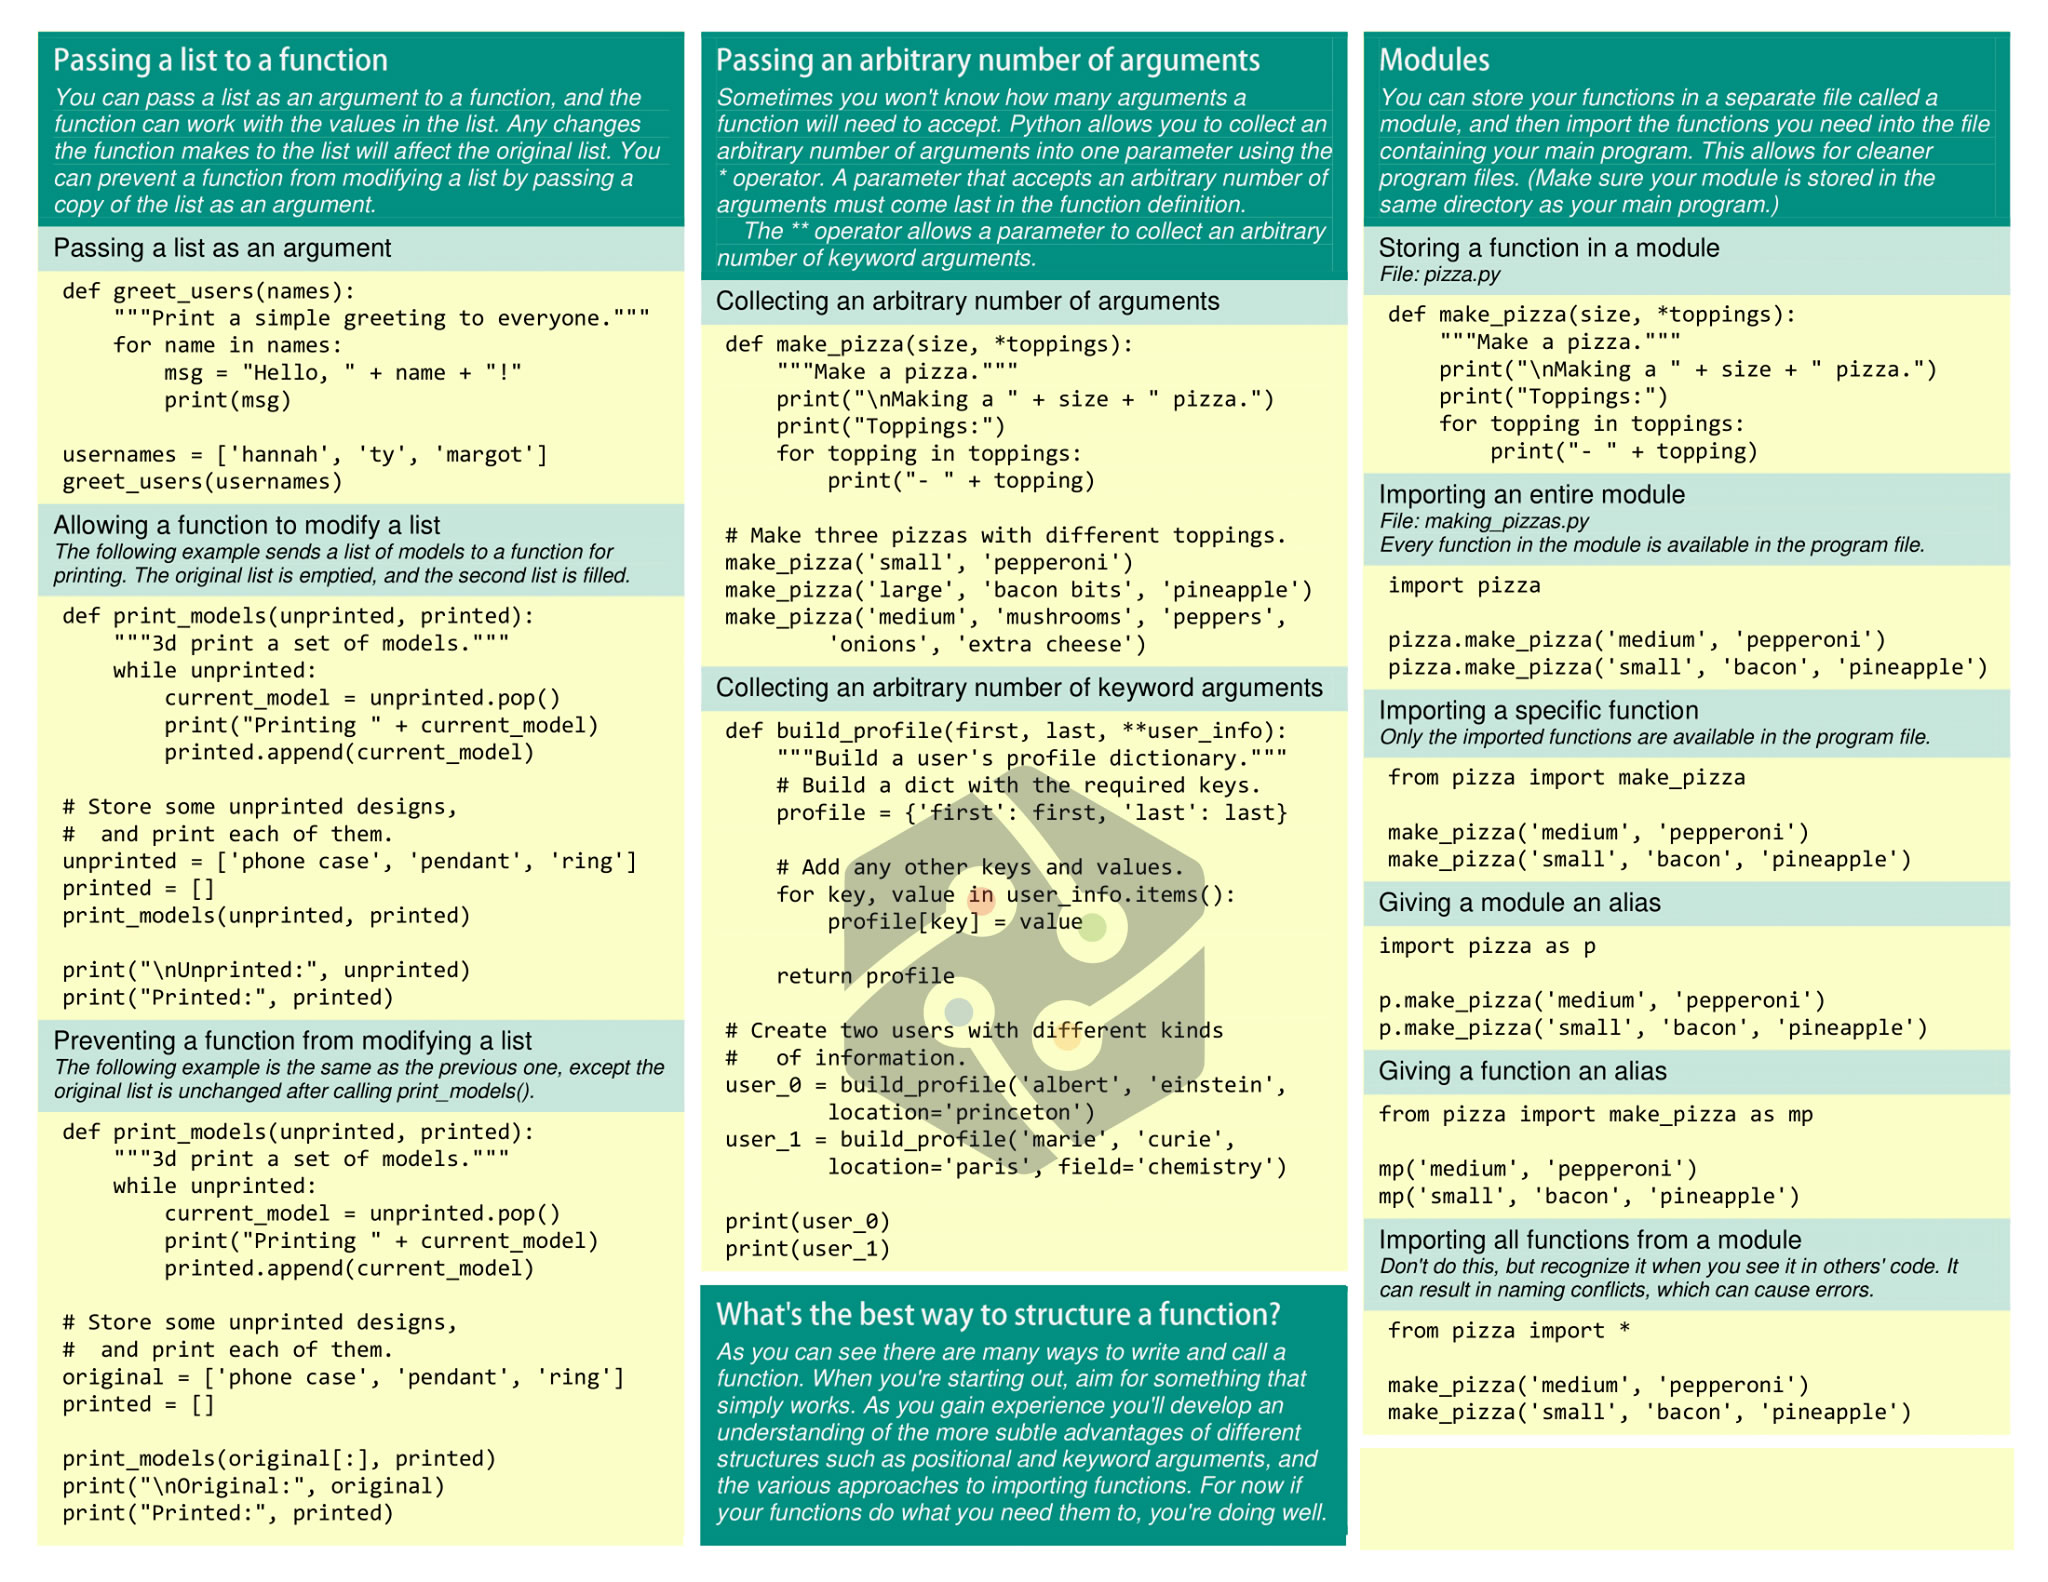 Passing a list to a function
You can pass a list as an argument to a function, and the
function can work with the values in the list. Any changes
the function makes to the list will affect the original list. You
can prevent a function from modifying a list by passing a
copy of the list as an argument.
Passing a list as an argument
def greet_users(names):
    """Print a simple greeting to everyone."""
    for name in names:
        msg = "Hello, " + name + "!"
        print(msg)

usernames = ['hannah', 'ty', 'margot']
greet_users(usernames)
Allowing a function to modify a list
The following example sends a list of models to a function for
printing. The original list is emptied, and the second list is filled.
def print_models(unprinted, printed):
    """3d print a set of models."""
    while unprinted:
        current_model = unprinted.pop()
        print("Printing " + current_model)
        printed.append(current_model)

# Store some unprinted designs,
#  and print each of them.
unprinted = ['phone case', 'pendant', 'ring']
printed = []
print_models(unprinted, printed)

print("\nUnprinted:", unprinted)
print("Printed:", printed)
Preventing a function from modifying a list
The following example is the same as the previous one, except the
original list is unchanged after calling print_models().
def print_models(unprinted, printed):
    """3d print a set of models."""
    while unprinted:
        current_model = unprinted.pop()
        print("Printing " + current_model)
        printed.append(current_model)

# Store some unprinted designs,
#  and print each of them.
original = ['phone case', 'pendant', 'ring']
printed = []

print_models(original[:], printed)
print("\nOriginal:", original)
print("Printed:", printed)
Passing an arbitrary number of arguments
Sometimes you won't know how many arguments a
function will need to accept. Python allows you to collect an
arbitrary number of arguments into one parameter using the
* operator. A parameter that accepts an arbitrary number of
arguments must come last in the function definition.
The ** operator allows a parameter to collect an arbitrary
number of keyword arguments.
Collecting an arbitrary number of arguments
def make_pizza(size, *toppings):
    """Make a pizza."""
    print("\nMaking a " + size + " pizza.")
    print("Toppings:")
    for topping in toppings:
        print("- " + topping)

# Make three pizzas with different toppings.
make_pizza('small', 'pepperoni')
make_pizza('large', 'bacon bits', 'pineapple')
make_pizza('medium', 'mushrooms', 'peppers',
        'onions', 'extra cheese')
Collecting an arbitrary number of keyword arguments
def build_profile(first, last, **user_info):
    """Build a user's profile dictionary."""
    # Build a dict with the required keys.
    profile = {'first': first, 'last': last}

    # Add any other keys and values.
    for key, value in user_info.items():
        profile[key] = value

    return profile

# Create two users with different kinds
#   of information.
user_0 = build_profile('albert', 'einstein',
        location='princeton')
user_1 = build_profile('marie', 'curie',
        location='paris', field='chemistry')

print(user_0)
print(user_1)
What's the best way to structure a function?
As you can see there are many ways to write and call a
function. When you're starting out, aim for something that
simply works. As you gain experience you'll develop an
understanding of the more subtle advantages of different
structures such as positional and keyword arguments, and
the various approaches to importing functions. For now if
your functions do what you need them to, you're doing well.
Modules
You can store your functions in a separate file called a
module, and then import the functions you need into the file
containing your main program. This allows for cleaner
program files. (Make sure your module is stored in the
same directory as your main program.)
Storing a function in a module
File: pizza.py
def make_pizza(size, *toppings):
    """Make a pizza."""
    print("\nMaking a " + size + " pizza.")
    print("Toppings:")
    for topping in toppings:
        print("- " + topping)
Importing an entire module
File: making_pizzas.py
Every function in the module is available in the program file.
import pizza

pizza.make_pizza('medium', 'pepperoni')
pizza.make_pizza('small', 'bacon', 'pineapple')
Importing a specific function
Only the imported functions are available in the program file.
from pizza import make_pizza

make_pizza('medium', 'pepperoni')
make_pizza('small', 'bacon', 'pineapple')
Giving a module an alias
import pizza as p

p.make_pizza('medium', 'pepperoni')
p.make_pizza('small', 'bacon', 'pineapple')
Giving a function an alias
from pizza import make_pizza as mp

mp('medium', 'pepperoni')
mp('small', 'bacon', 'pineapple')
Importing all functions from a module
Don't do this, but recognize it when you see it in others' code. It
can result in naming conflicts, which can cause errors.
from pizza import *

make_pizza('medium', 'pepperoni')
make_pizza('small', 'bacon', 'pineapple')